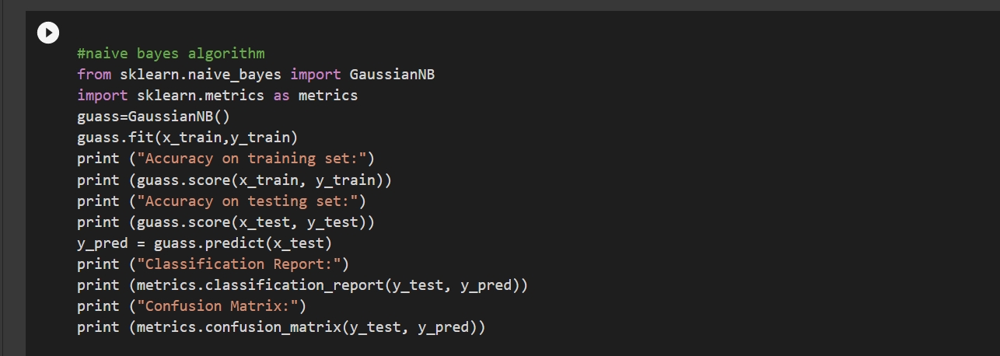 #naive bayes algorithm
from sklearn.naive_bayes import GaussianNB
import sklearn.metrics as metrics
guass=GaussianNB()
guass.fit(x_train,y_train)
print ("Accuracy on training set:")
print (guass.score(x_train, y_train))
print ("Accuracy on testing set:")
print (guass.score(x_test, y_test))
y_pred = guass.predict(x_test)
print ("Classification Report:")
print (metrics.classification_report(y_test, y_pred))
print ("Confusion Matrix:")
print (metrics.confusion_matrix(y_test, y_pred))